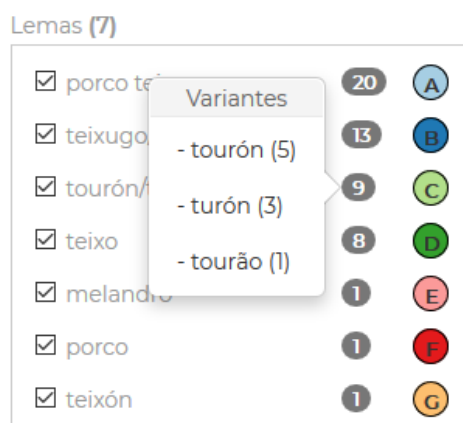 Lemas (7)
porco 20 A
Variantes
- tourón (5)
- turón (3)
- tourão (1)
teixugo/ 13 B
tourón/ 9 C
teixo 8 D
melandro 1 E
porco 1 F
teixón 1 G